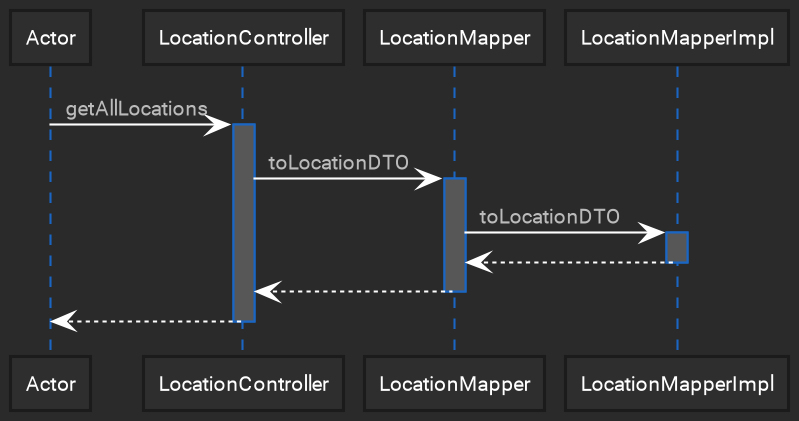 Actor
LocationController
LocationMapper
LocationMapperImpl
getAllLocations
toLocationDTO
toLocationDTO
Actor
LocationController
LocationMapper
LocationMapperImpl